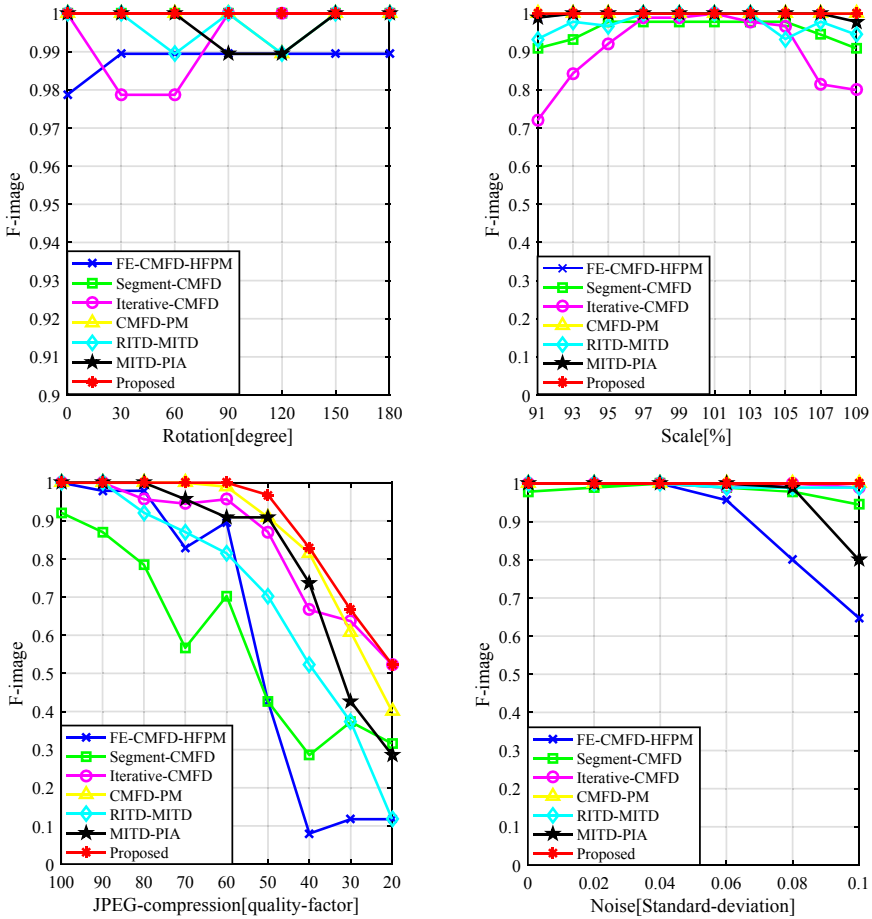 F-image
1
0.99
0.98
0.97
0.96
0.95
0.94
0.93
0.92
0.91
0.9
FE-CMFD-HFPM
Segment-CMFD
Iterative-CMFD
CMFD-PM
RITD-MITD
MITD-PIA
Proposed
0 30 60 90 120 150 180
Rotation[degree]
F-image
1
0.9
0.8
0.7
0.6
0.5
0.4
0.3
0.2
0.1
0
FE-CMFD-HFPM
Segment-CMFD
Iterative-CMFD
CMFD-PM
RITD-MITD
MITD-PIA
Proposed
91 93 95 97 99 101 103 105 107 109
Scale[%]
F-image
1
0.9
0.8
0.7
0.6
0.5
0.4
0.3
0.2
0.1
0
FE-CMFD-HFPM
Segment-CMFD
Iterative-CMFD
CMFD-PM
RITD-MITD
MITD-PIA
Proposed
100 90 80 70 60 50 40 30 20
JPEG-compression[quality-factor]
F-image
1
0.9
0.8
0.7
0.6
0.5
0.4
0.3
0.2
0.1
0
FE-CMFD-HFPM
Segment-CMFD
Iterative-CMFD
CMFD-PM
RITD-MITD
MITD-PIA
Proposed
0 0.02 0.04 0.06 0.08 0.1
Noise[Standard-deviation]